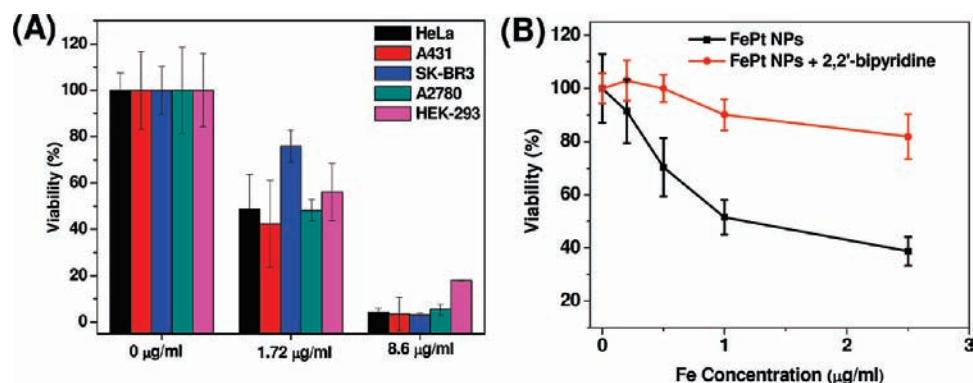 (A)
HeLa
A431
SK-BR3
A2780
HEK-293
120
100
80
60
40
20
0
Viability (%)
0 µg/ml
1.72 µg/ml
8.6 µg/ml
(B)
FePt NPs
FePt NPs + 2,2'-bipyridine
120
100
80
60
40
20
Viability (%)
0
1
2
3
Fe Concentration (µg/ml)